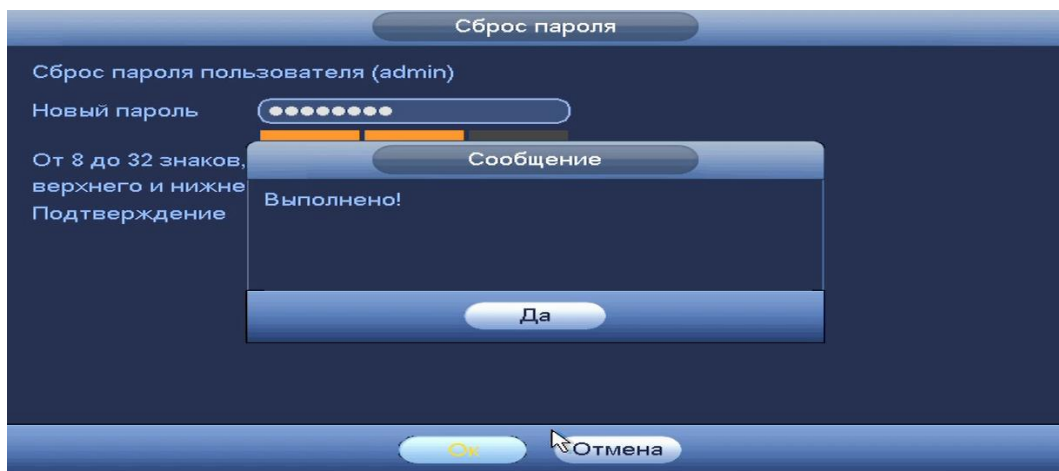 Сброс пароля
Сброс пароля пользователя (admin)
Новый пароль
От 8 до 32 знаков,
верхнего и нижне
Подтверждение
Сообщение
Выполнено!
Да
Ок Отмена